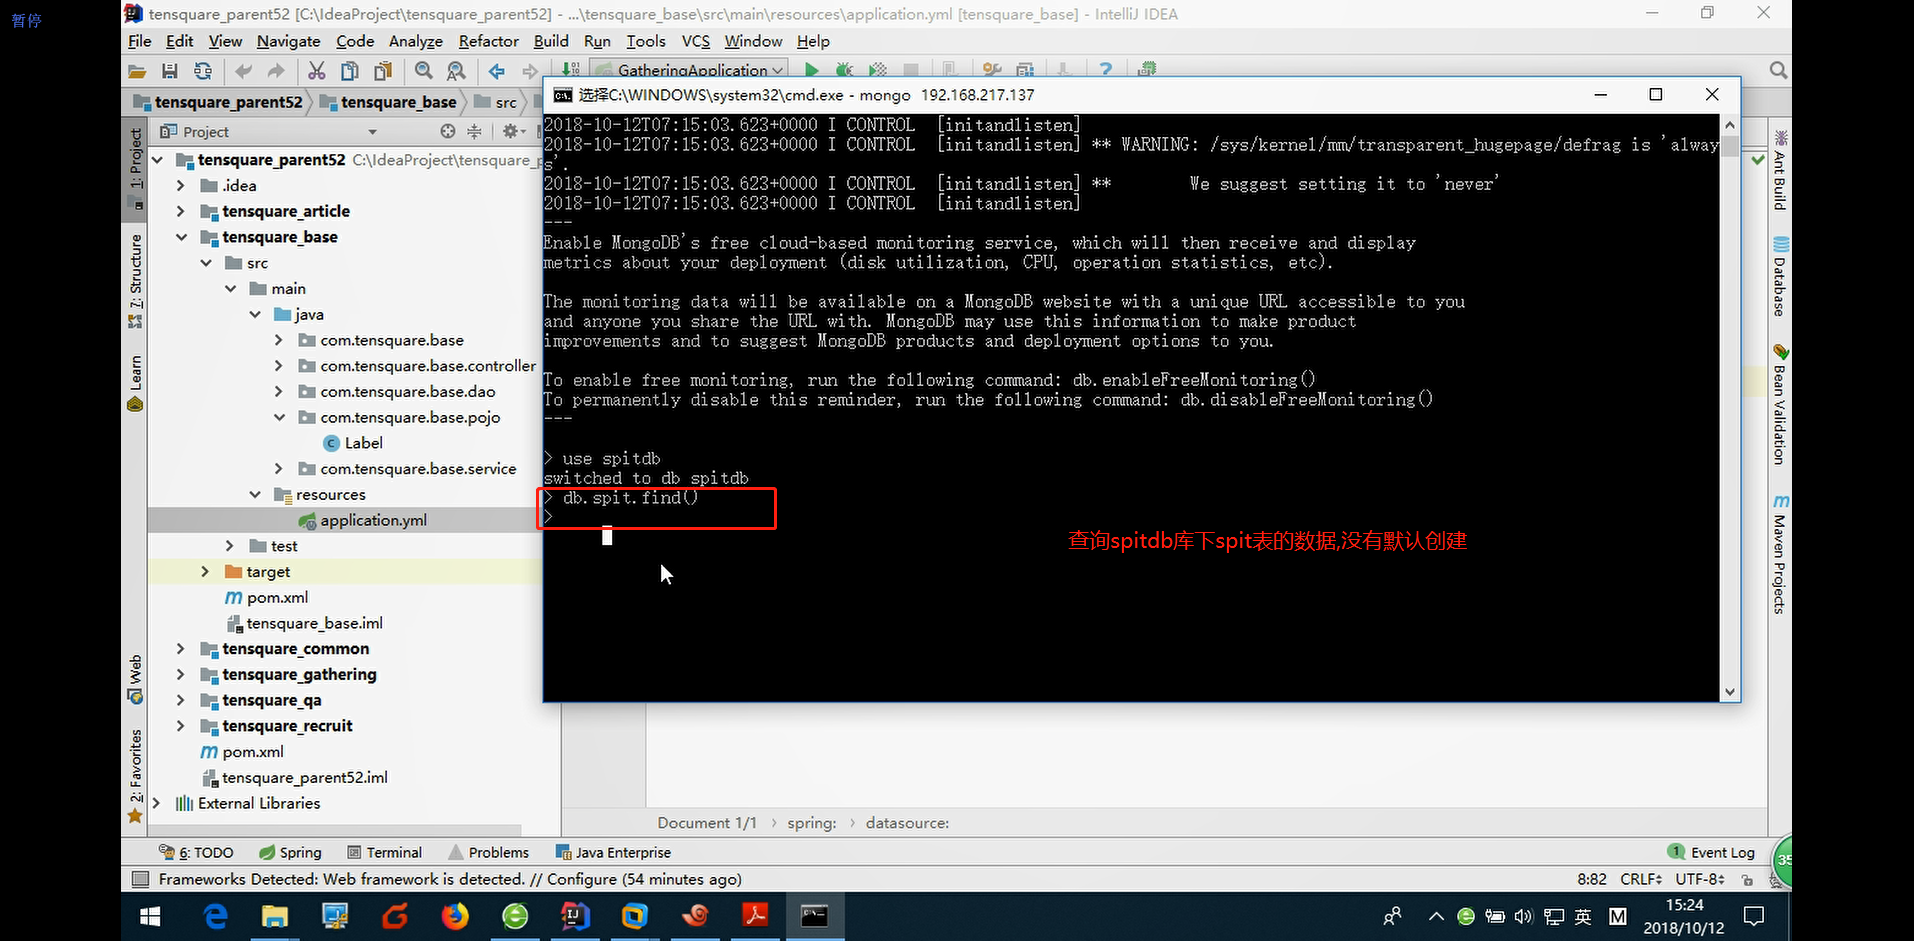 暂停
tensquare_parent52 [C:\IdeaProject\tensquare_parent52] - ...\tensquare_base\src\main\resources\application.yml [tensquare_base] - IntelliJ IDEA
File Edit View Navigate Code Analyze Refactor Build Run Tools VCS Window Help
GatheringApplication
tensquare_parent52 tensquare_base src
选择C:\WINDOWS\system32\cmd.exe - mongo 192.168.217.137
2018-10-12T07:15:03.623+0000 I CONTROL [initandlisten]
2018-10-12T07:15:03.623+0000 I CONTROL [initandlisten] ** WARNING: /sys/kernel/mm/transparent_hugepage/defrag is 'alway
s'.
2018-10-12T07:15:03.623+0000 I CONTROL [initandlisten] ** We suggest setting it to 'never'
2018-10-12T07:15:03.623+0000 I CONTROL [initandlisten]
---
Enable MongoDB's free cloud-based monitoring service, which will then receive and display
metrics about your deployment (disk utilization, CPU, operation statistics, etc).
The monitoring data will be available on a MongoDB website with a unique URL accessible to you
and anyone you share the URL with. MongoDB may use this information to make product
improvements and to suggest MongoDB products and deployment options to you.
To enable free monitoring, run the following command: db.enableFreeMonitoring()
To permanently disable this reminder, run the following command: db.disableFreeMonitoring()
---
> use spitdb
switched to db spitdb
> db.spit.find()
>
查询spitdb库下spit表的数据,没有默认创建
Project
tensquare_parent52 C:\IdeaProject\tensquare_p
.idea
tensquare_article
tensquare_base
src
main
java
com.tensquare.base
com.tensquare.base.controller
com.tensquare.base.dao
com.tensquare.base.pojo
Label
com.tensquare.base.service
resources
application.yml
test
target
pom.xml
tensquare_base.iml
tensquare_common
tensquare_gathering
tensquare_qa
tensquare_recruit
pom.xml
tensquare_parent52.iml
External Libraries
1: Project
7: Structure
Learn
Web
2: Favorites
Ant Build
Database
Bean Validation
Maven Projects
Document 1/1 › spring: › datasource:
6: TODO Spring Terminal Problems Java Enterprise
1 Event Log
35
Frameworks Detected: Web framework is detected. // Configure (54 minutes ago)
8:82 CRLF UTF-8
英 M
15:24
2018/10/12